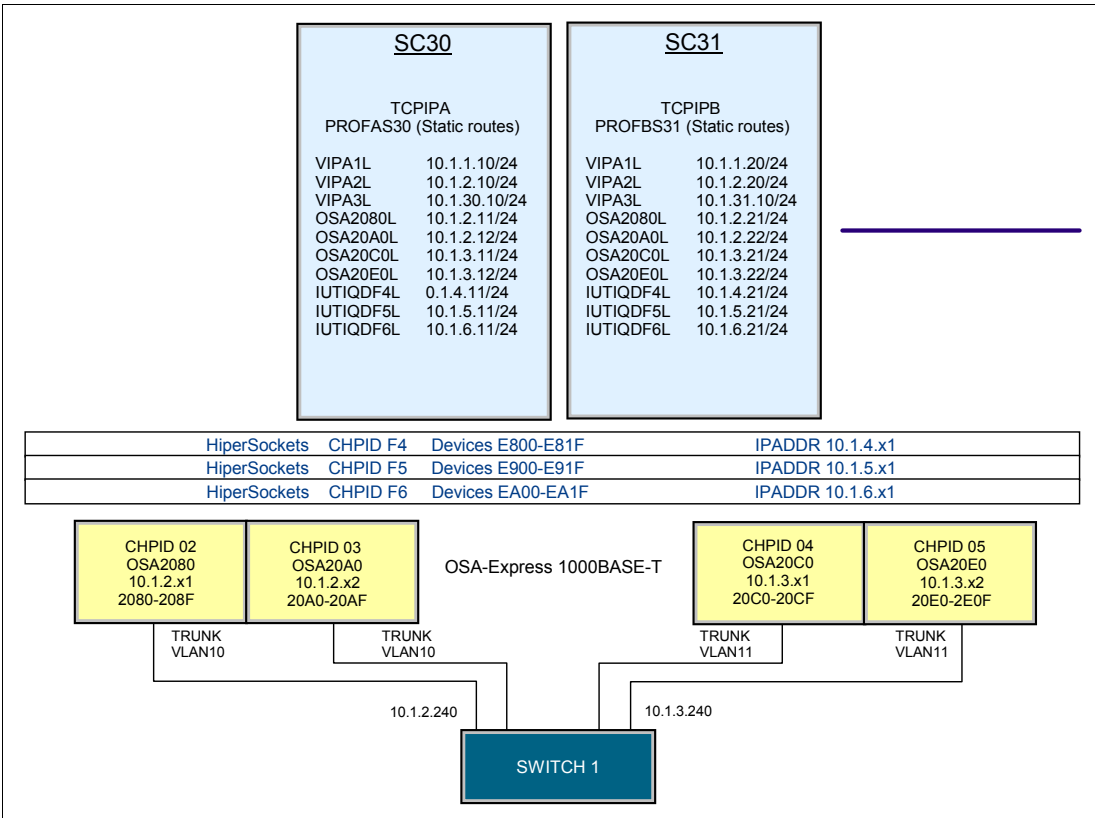 SC30
TCPIPA
PROFAS30 (Static routes)
VIPA1L 10.1.1.10/24
VIPA2L 10.1.2.10/24
VIPA3L 10.1.30.10/24
OSA2080L 10.1.2.11/24
OSA20A0L 10.1.2.12/24
OSA20C0L 10.1.3.11/24
OSA20E0L 10.1.3.12/24
IUTIQDF4L 0.1.4.11/24
IUTIQDF5L 10.1.5.11/24
IUTIQDF6L 10.1.6.11/24
SC31
TCPIPB
PROFBS31 (Static routes)
VIPA1L 10.1.1.20/24
VIPA2L 10.1.2.20/24
VIPA3L 10.1.31.10/24
OSA2080L 10.1.2.21/24
OSA20A0L 10.1.2.22/24
OSA20C0L 10.1.3.21/24
OSA20E0L 10.1.3.22/24
IUTIQDF4L 10.1.4.21/24
IUTIQDF5L 10.1.5.21/24
IUTIQDF6L 10.1.6.21/24
HiperSockets CHPID F4 Devices E800-E81F IPADDR 10.1.4.x1
HiperSockets CHPID F5 Devices E900-E91F IPADDR 10.1.5.x1
HiperSockets CHPID F6 Devices EA00-EA1F IPADDR 10.1.6.x1
CHPID 02
OSA2080
10.1.2.x1
2080-208F
CHPID 03
OSA20A0
10.1.2.x2
20A0-20AF
OSA-Express 1000BASE-T
CHPID 04
OSA20C0
10.1.3.x1
20C0-20CF
CHPID 05
OSA20E0
10.1.3.x2
20E0-2E0F
TRUNK
VLAN10
TRUNK
VLAN10
TRUNK
VLAN11
TRUNK
VLAN11
10.1.2.240
10.1.3.240
SWITCH 1